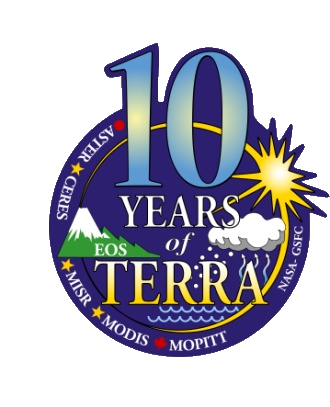 10
YEARS
of
TERRA
EOS
ASTER
CERES
MISR
MODIS
MOPITT
NASA- GSFC